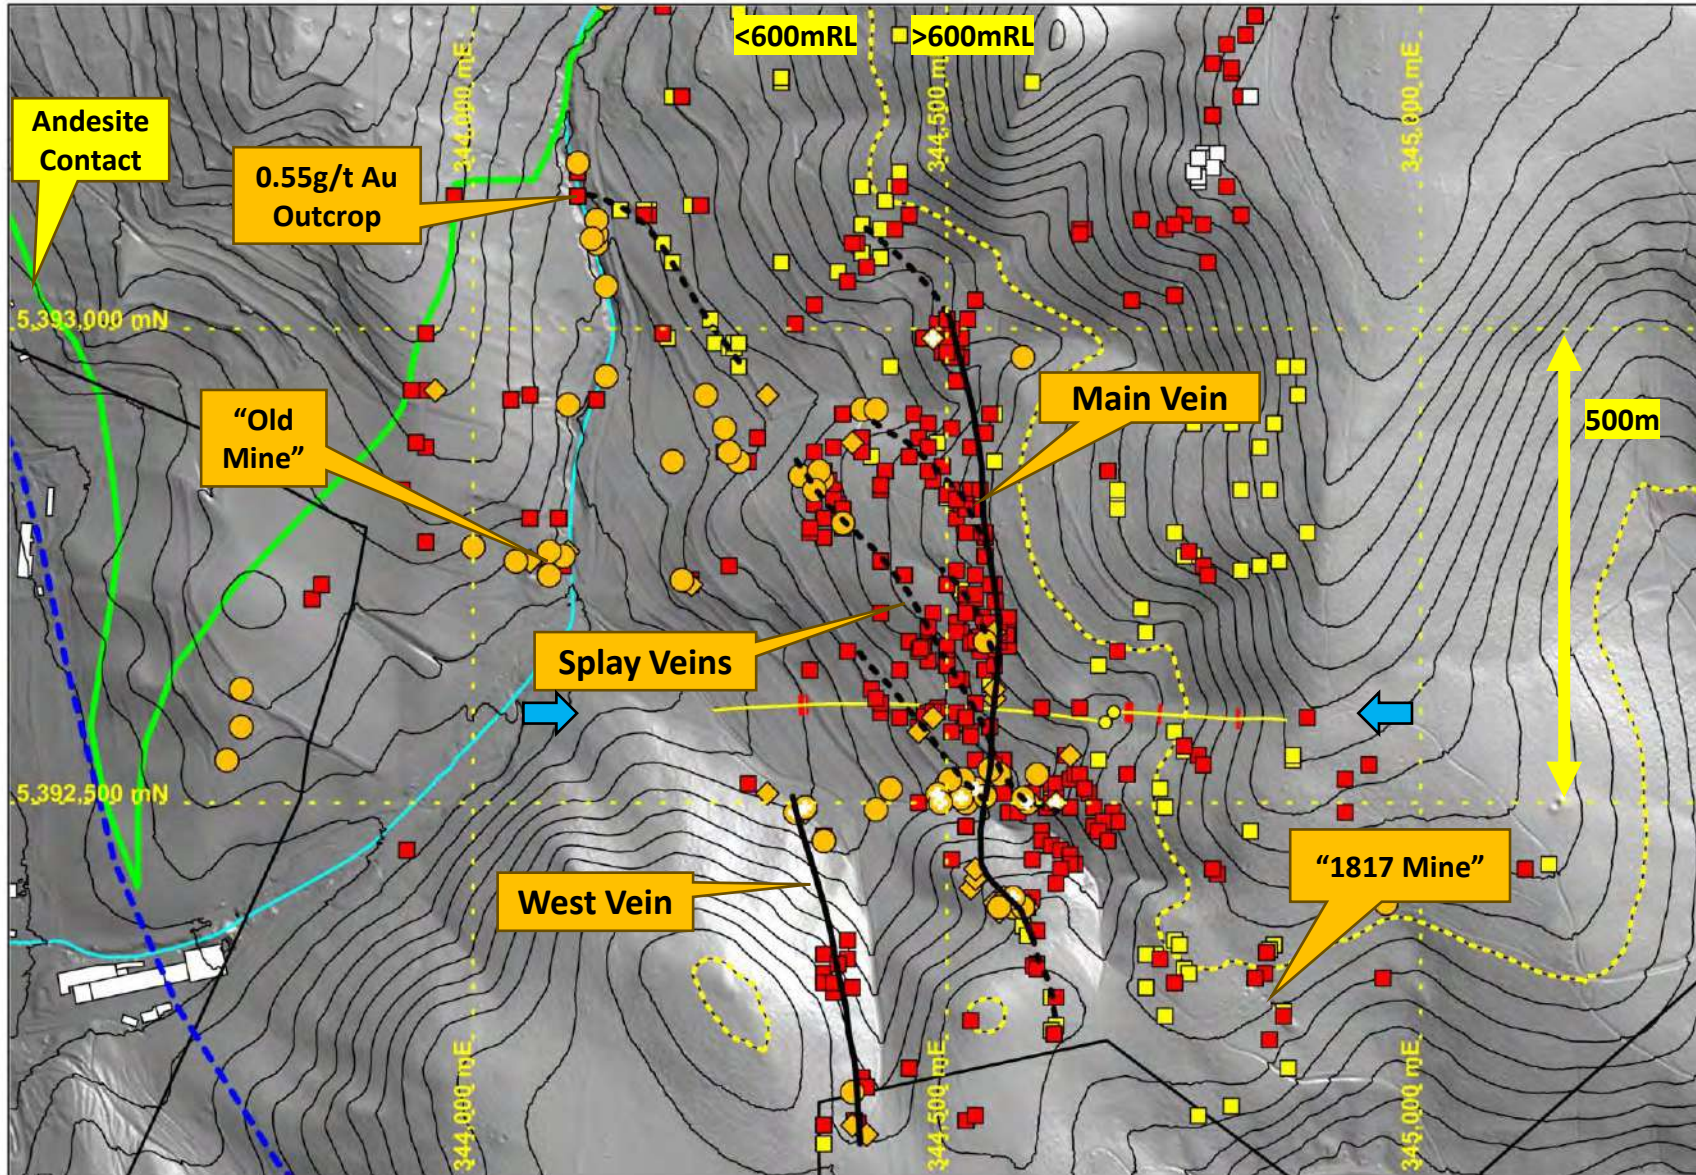 <600mRL
>600mRL
344,000 mE
344,500 mE
345,000 mE
Andesite
Contact
0.55g/t Au
Outcrop
5,393,000 mN
Main Vein
500m
“Old
Mine”
Splay Veins
5,392,500 mN
West Vein
“1817 Mine”
344,000 mE
344,500 mE
345,000 mE